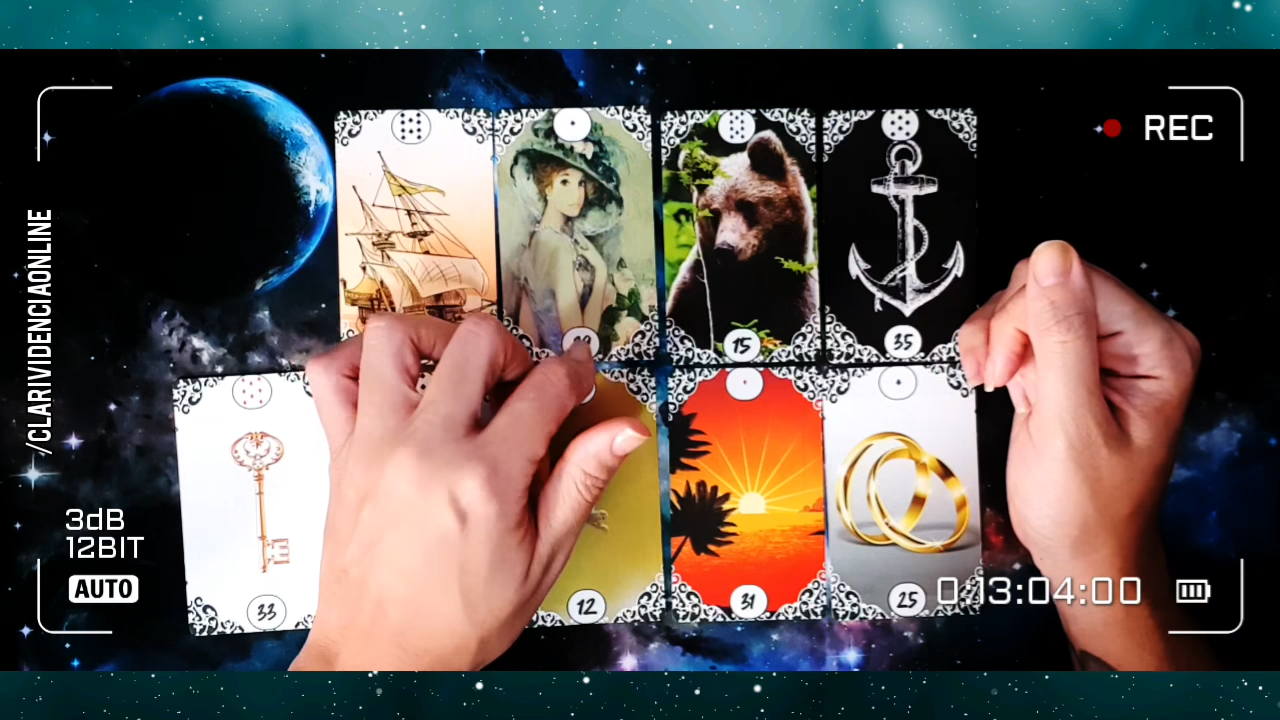 REC
/CLARIVIDENCIAONLINE
15
35
3dB
12BIT
AUTO
33
12
31
25
0:13:04:00